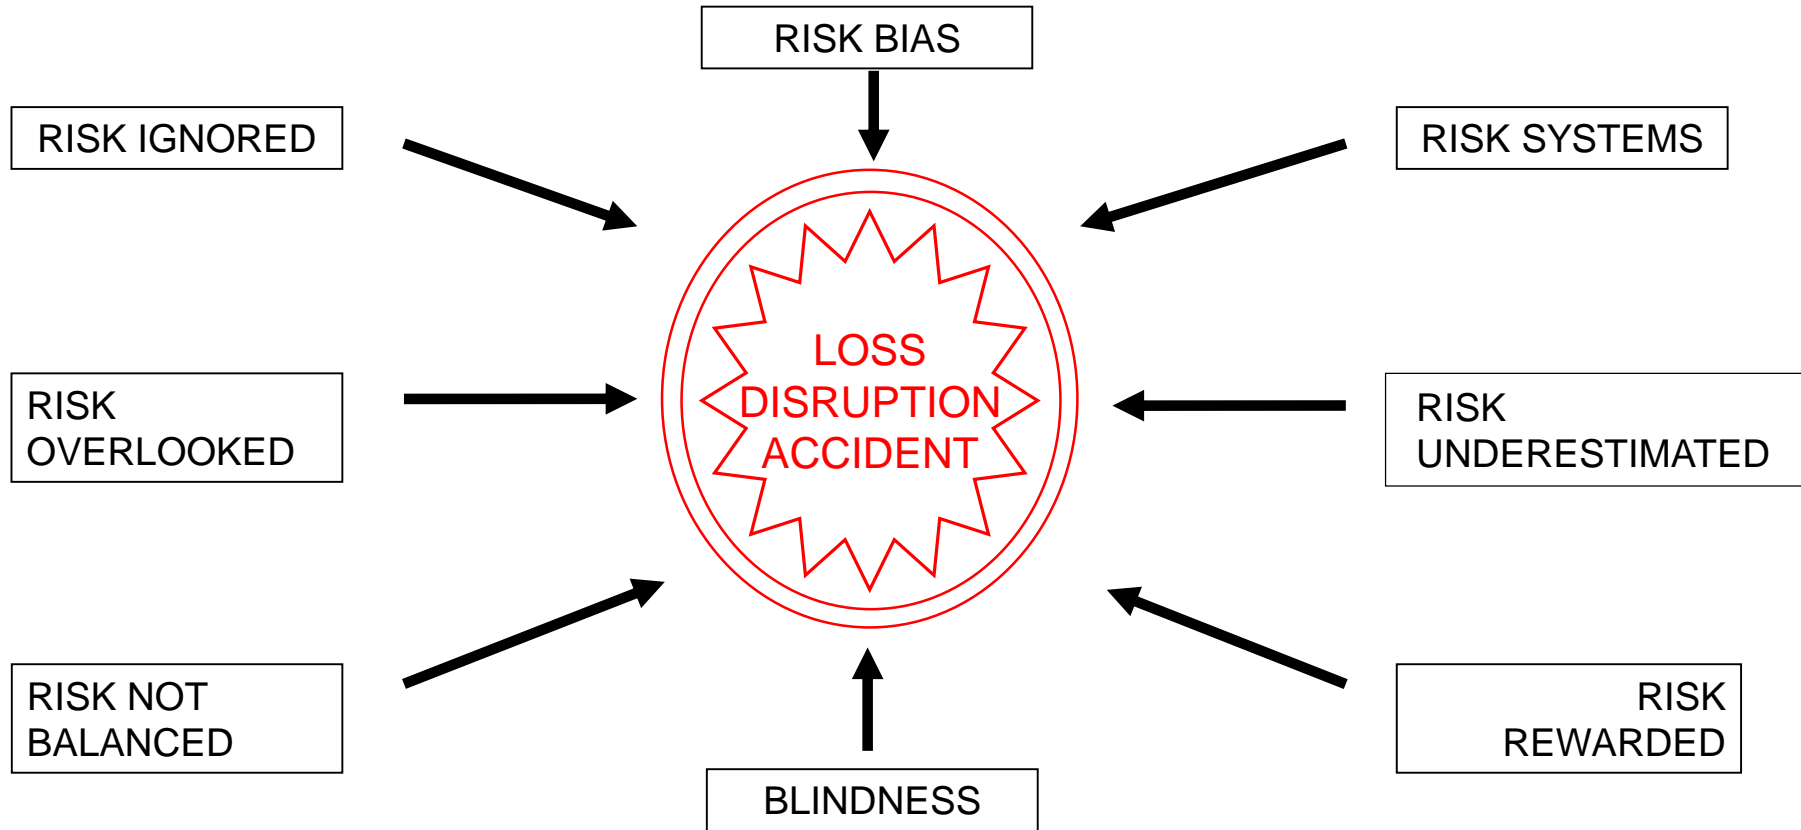 RISK BIAS
RISK IGNORED
RISK SYSTEMS
LOSS
DISRUPTION
ACCIDENT
RISK
OVERLOOKED
RISK
UNDERESTIMATED
RISK NOT
BALANCED
RISK
REWARDED
BLINDNESS